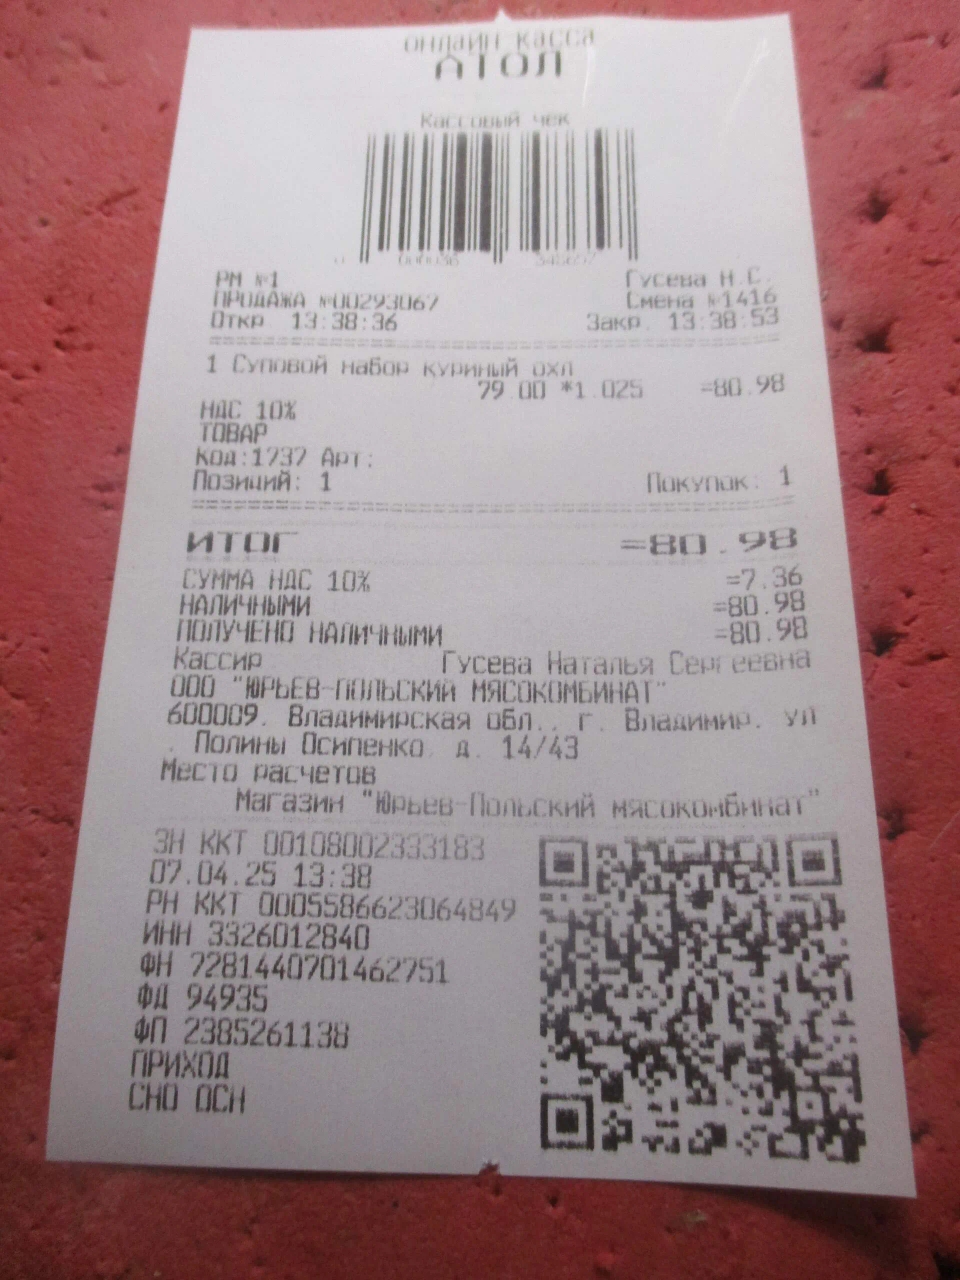 ОНЛАЙН КАССА
АТОЛ
Кассовый чек
РМ №1 Гусева Н.С.
ПРОДАЖА №00293067 Смена №1416
Откр. 13:38:36 Закр. 13:38:53
1 Суповой набор куриный охл
79.00 *1.025 =80.98
НДС 10%
ТОВАР
Код:1737 Арт:
Позиций: 1 Покупок: 1
ИТОГ =80.98
СУММА НДС 10% =7.36
НАЛИЧНЫМИ =80.98
ПОЛУЧЕНО НАЛИЧНЫМИ =80.98
Кассир Гусева Наталья Сергеевна
ООО "ЮРЬЕВ-ПОЛЬСКИЙ МЯСОКОМБИНАТ"
600009, Владимирская обл., г. Владимир, ул
. Полины Осипенко, д. 14/43
Место расчетов
Магазин "Юрьев-Польский мясокомбинат"
ЗН ККТ 00108002333183
07.04.25 13:38
РН ККТ 0005586623064849
ИНН 3326012840
ФН 7281440701462751
ФД 94935
ФП 2385261138
ПРИХОД
СНО ОСН